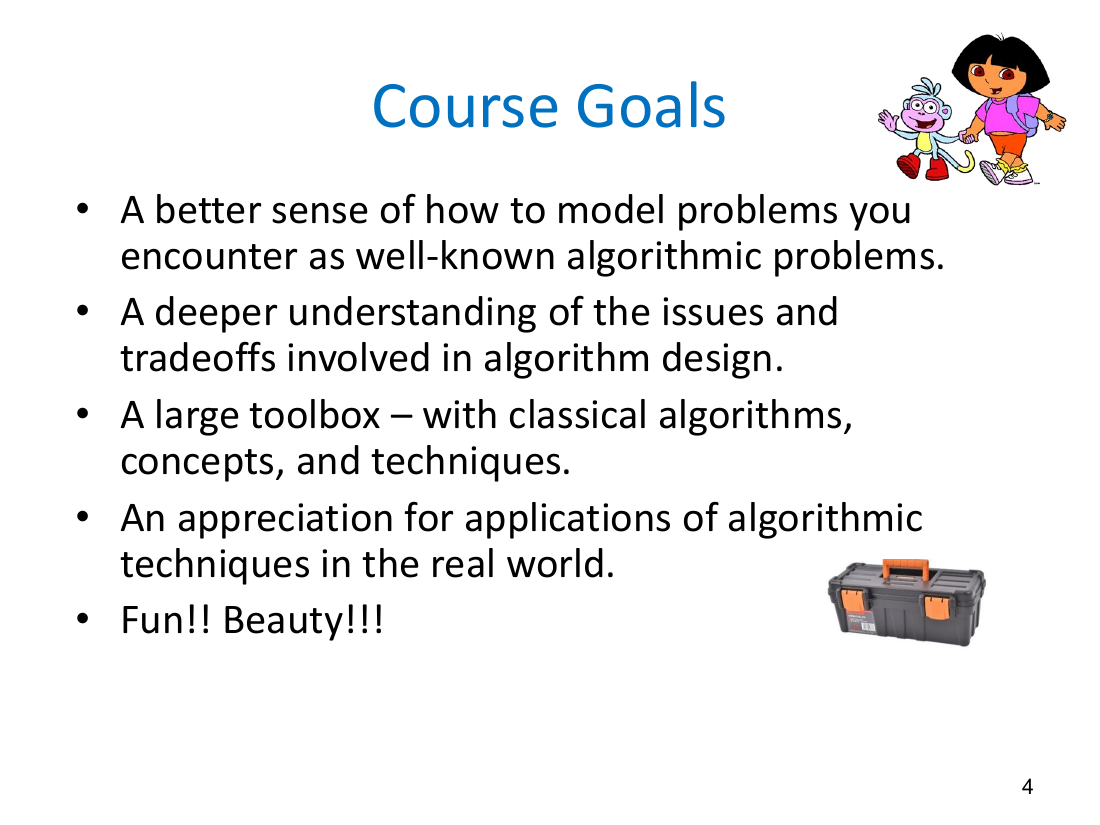 Course Goals
• A better sense of how to model problems you
encounter as well-known algorithmic problems.
• A deeper understanding of the issues and
tradeoffs involved in algorithm design.
• A large toolbox – with classical algorithms,
concepts, and techniques.
• An appreciation for applications of algorithmic
techniques in the real world.
• Fun!! Beauty!!!
4